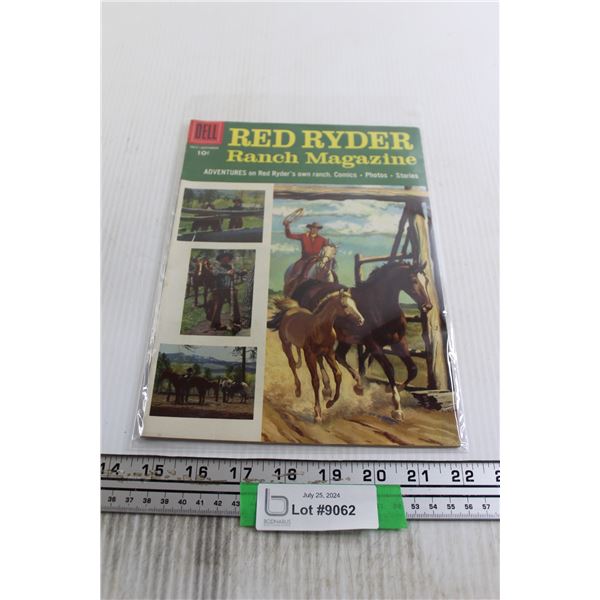 DELL
10¢
RED RYDER
Ranch Magazine
ADVENTURES on Red Ryder's own ranch. Comics • Photos • Stories
14 15 16 17 18 19 20 21 22
36 37 38 39 40 41 42 43 53 54 55 56 57
July 25, 2024
Lot #9062
BODNARUS